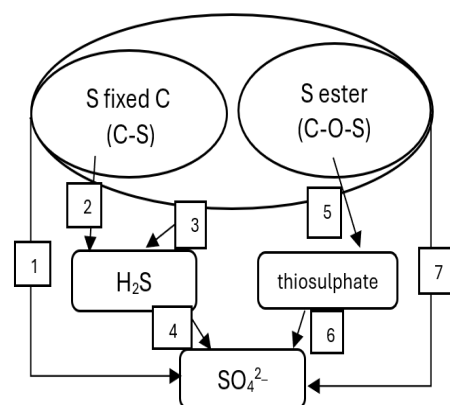 S fixed C
(C-S)
S ester
(C-O-S)
2
3
5
1
7
H₂S
thiosulphate
4
6
SO₄²⁻